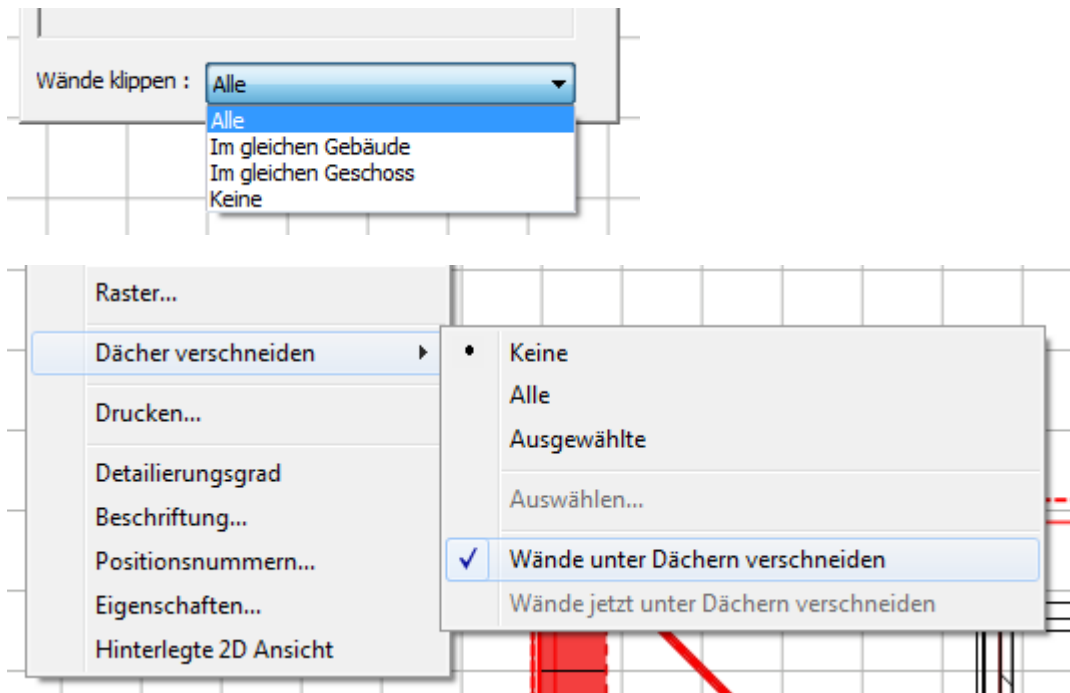 Wände klippen : Alle
Alle
Im gleichen Gebäude
Im gleichen Geschoss
Keine
Raster...
Dächer verschneiden
Drucken...
Detailierungsgrad
Beschriftung...
Positionsnummern...
Eigenschaften...
Hinterlegte 2D Ansicht
Keine
Alle
Ausgewählte
Auswählen...
Wände unter Dächern verschneiden
Wände jetzt unter Dächern verschneiden